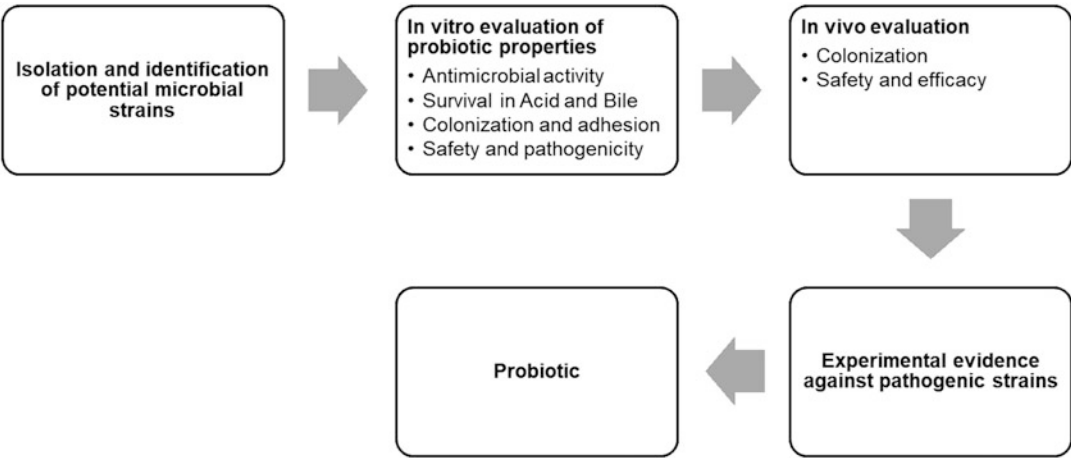 Isolation and identification
of potential microbial
strains
In vitro evaluation of
probiotic properties
• Antimicrobial activity
• Survival in Acid and Bile
• Colonization and adhesion
• Safety and pathogenicity
In vivo evaluation
• Colonization
• Safety and efficacy
Experimental evidence
against pathogenic strains
Probiotic